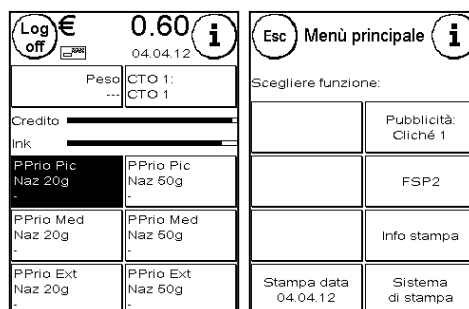 Log off
€ 0.60
i
04.04.12
Peso
---
CTO 1:
CTO 1
Credito
Ink
PPrio Pic
Naz 20g
-
PPrio Pic
Naz 50g
-
PPrio Med
Naz 20g
-
PPrio Med
Naz 50g
-
PPrio Ext
Naz 20g
-
PPrio Ext
Naz 50g
-
Esc
Menù principale
i
Scegliere funzione:
Pubblicità:
Cliché 1
FSP2
Info stampa
Stampa data
04.04.12
Sistema
di stampa